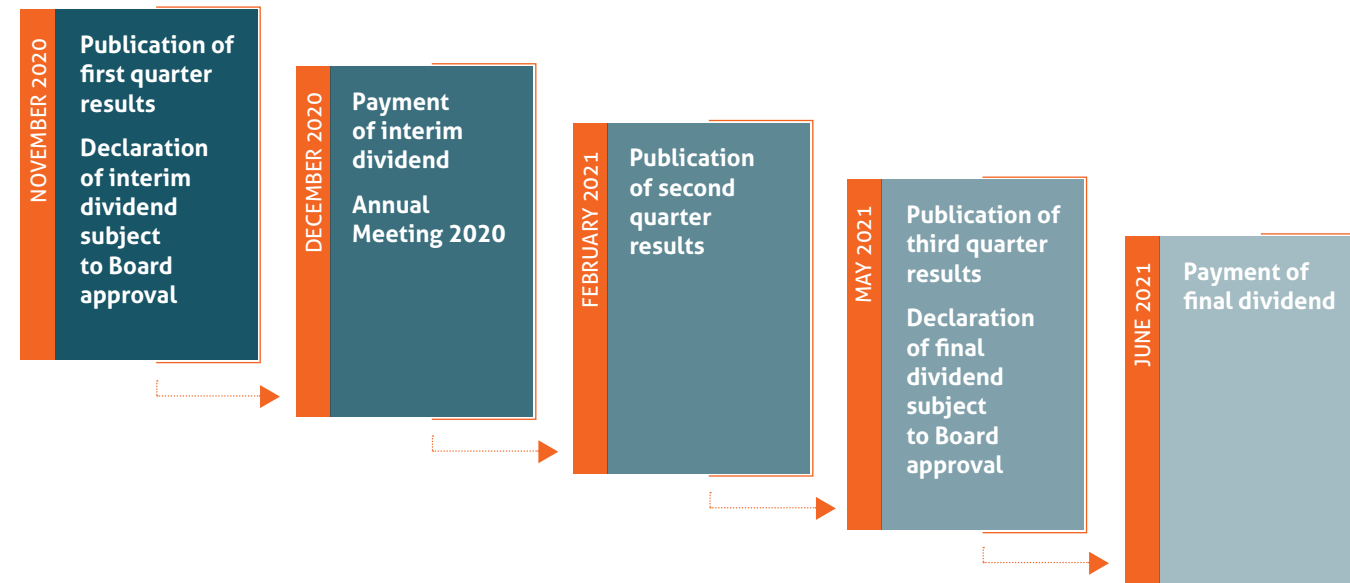 NOVEMBER 2020
Publication of
first quarter
results
Declaration
of interim
dividend
subject
to Board
approval
DECEMBER 2020
Payment
of interim
dividend
Annual
Meeting 2020
FEBRUARY 2021
Publication
of second
quarter
results
MAY 2021
Publication of
third quarter
results
Declaration
of final
dividend
subject
to Board
approval
JUNE 2021
Payment of
final dividend